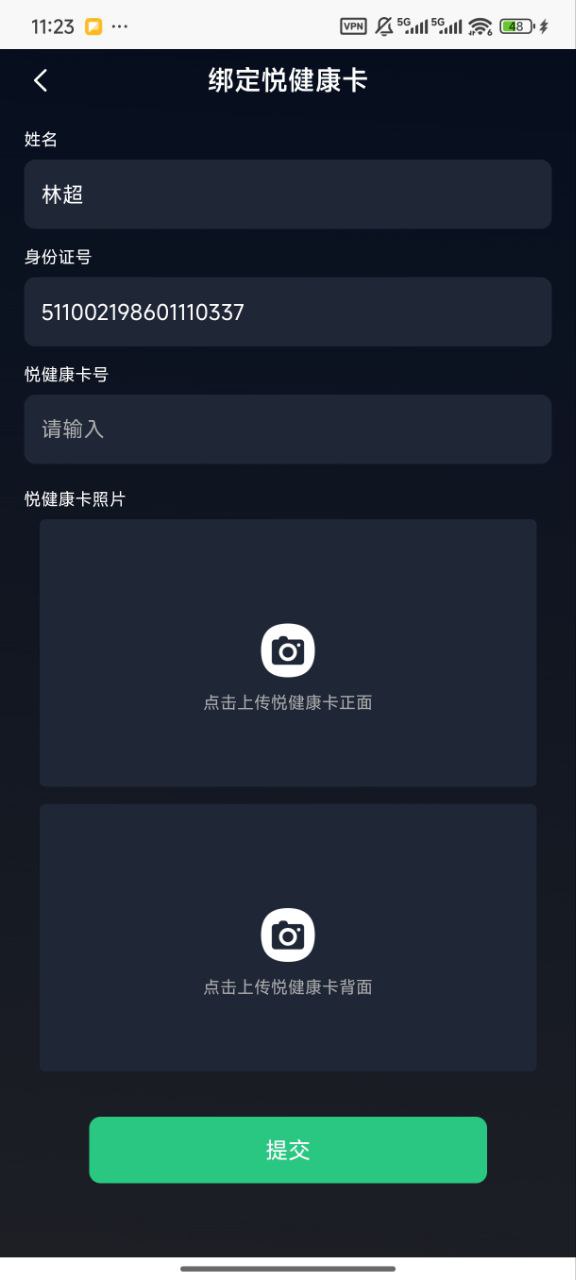 11:23 ··· VPN 5G 5G 6 48
绑定悦健康卡
姓名
林超
身份证号
511002198601110337
悦健康卡号
请输入
悦健康卡照片
点击上传悦健康卡正面
点击上传悦健康卡背面
提交